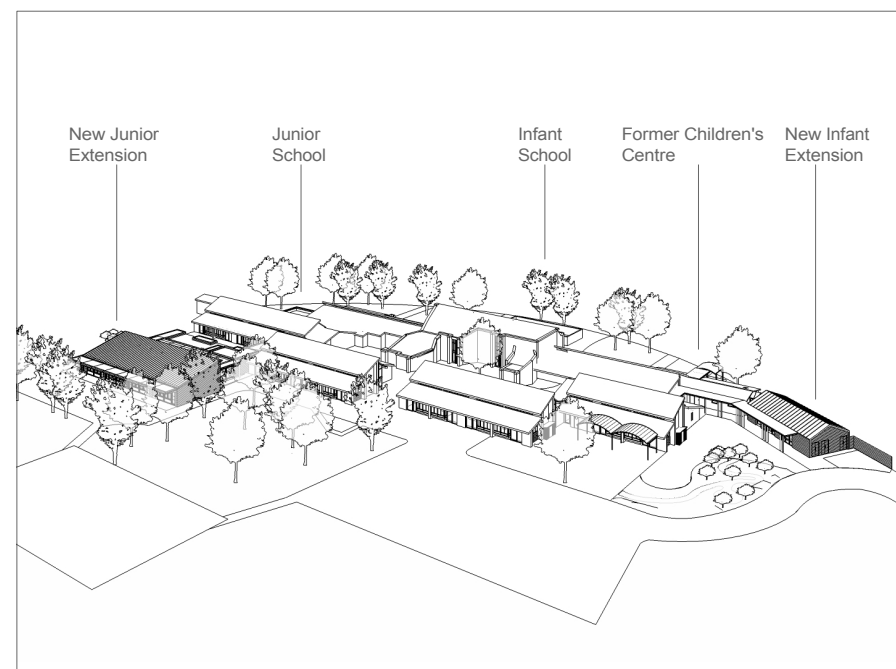 New Junior
Extension
Junior
School
Infant
School
Former Children's
Centre
New Infant
Extension